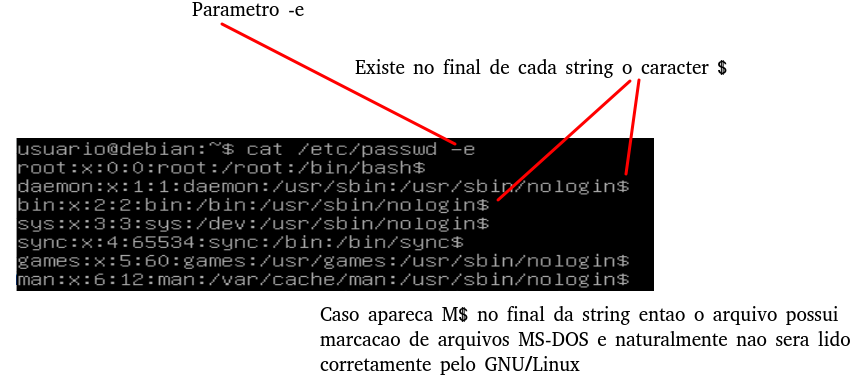 Parametro -e
Existe no final de cada string o caracter $
usuario@debian:~$ cat /etc/passwd -e
root:x:0:0:root:/root:/bin/bash$
daemon:x:1:1:daemon:/usr/sbin:/usr/sbin/nologin$
bin:x:2:2:bin:/bin:/usr/sbin/nologin$
sys:x:3:3:sys:/dev:/usr/sbin/nologin$
sync:x:4:65534:sync:/bin:/bin/sync$
games:x:5:60:games:/usr/games:/usr/sbin/nologin$
man:x:6:12:man:/var/cache/man:/usr/sbin/nologin$
Caso apareca M$ no final da string entao o arquivo possui
marcacao de arquivos MS-DOS e naturalmente nao sera lido
corretamente pelo GNU/Linux